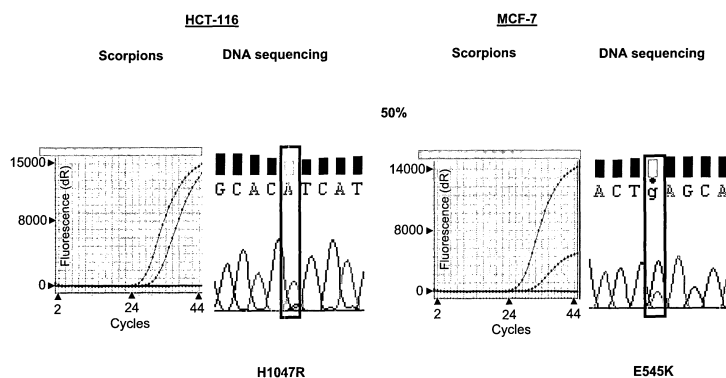 HCT-116
MCF-7
Scorpions
DNA sequencing
Scorpions
DNA sequencing
50%
15000
8000
0
Fluorescence (dR)
2
24
44
Cycles
G C A C A T C A T
H1047R
14000
8000
0
Fluorescence (dR)
2
24
44
Cycles
A C T g A G C A
E545K